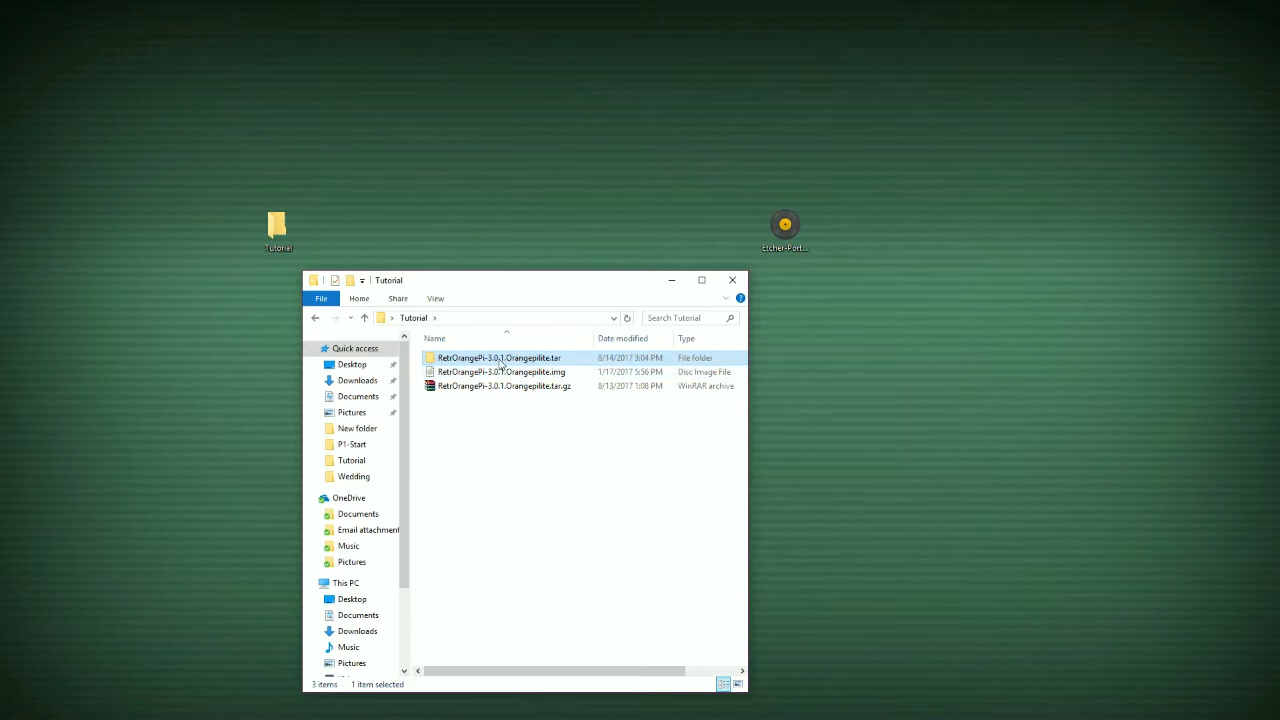 Tutorial
Etcher-Port...
Tutorial
File
Home
Share
View
Tutorial
Search Tutorial
Name
Date modified
Type
Quick access
Desktop
Downloads
Documents
Pictures
New folder
P1-Start
Tutorial
Wedding
OneDrive
Documents
Email attachment
Music
Pictures
This PC
Desktop
Documents
Downloads
Music
Pictures
RetrOrangePi-3.0.1.Orangepilite.tar 8/14/2017 3:04 PM File folder
RetrOrangePi-3.0.1.Orangepilite.img 1/17/2017 5:56 PM Disc Image File
RetrOrangePi-3.0.1.Orangepilite.tar.gz 8/13/2017 1:08 PM WinRAR archive
3 items 1 item selected